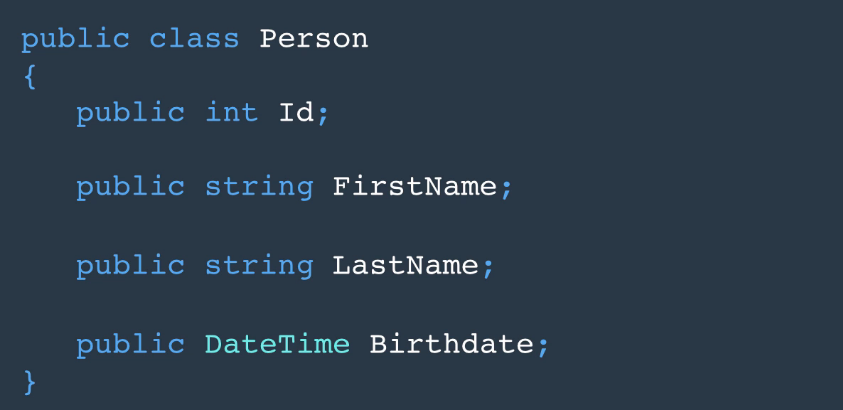 public class Person
{
public int Id;
public string FirstName;
public string LastName;
public DateTime Birthdate;
}